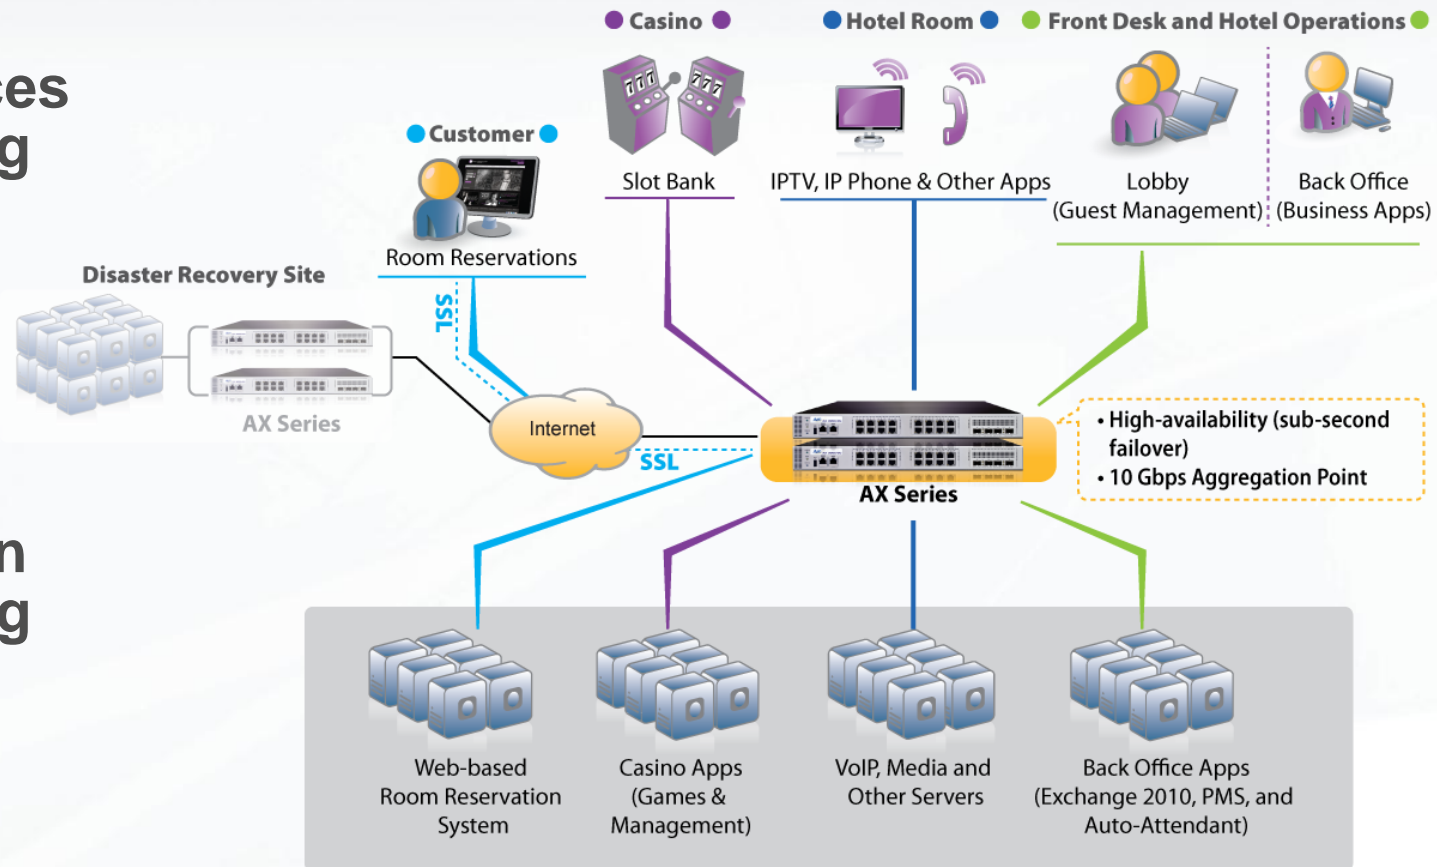 ces
g
n
g
Casino
Hotel Room
Front Desk and Hotel Operations
Customer
Slot Bank
IPTV, IP Phone & Other Apps
Lobby
(Guest Management)
Back Office
(Business Apps)
Room Reservations
Disaster Recovery Site
SSL
AX Series
Internet
SSL
AX Series
• High-availability (sub-second
failover)
• 10 Gbps Aggregation Point
Web-based
Room Reservation
System
Casino Apps
(Games &
Management)
VoIP, Media and
Other Servers
Back Office Apps
(Exchange 2010, PMS, and
Auto-Attendant)
777
777